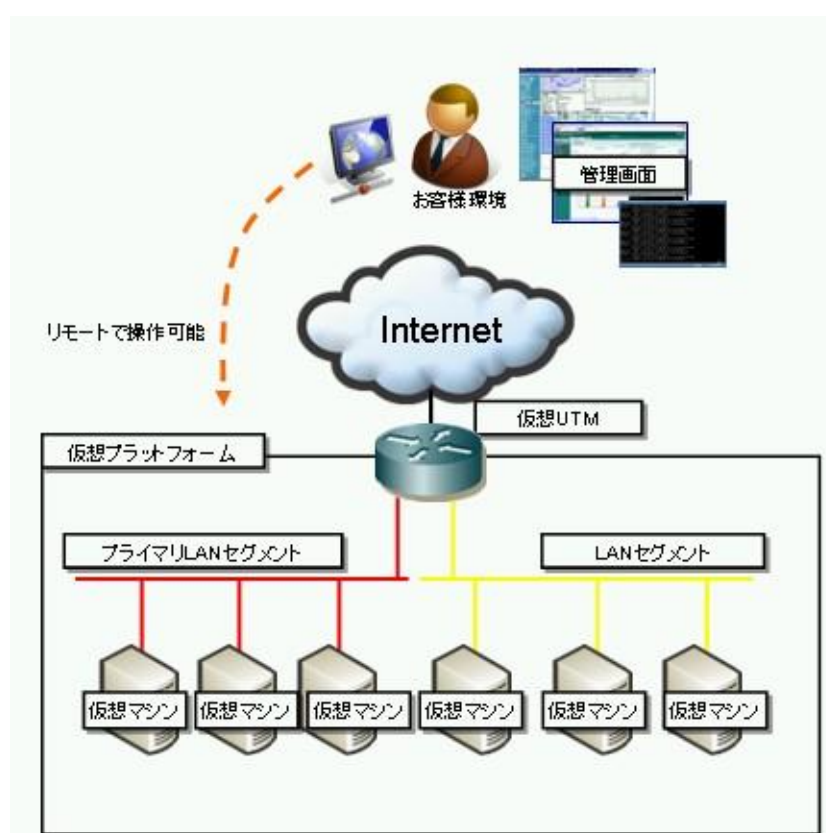 管理画面
お客様環境
Internet
リモートで操作可能
仮想UTM
仮想プラットフォーム
プライマリLANセグメント
LANセグメント
仮想マシン
仮想マシン
仮想マシン
仮想マシン
仮想マシン
仮想マシン